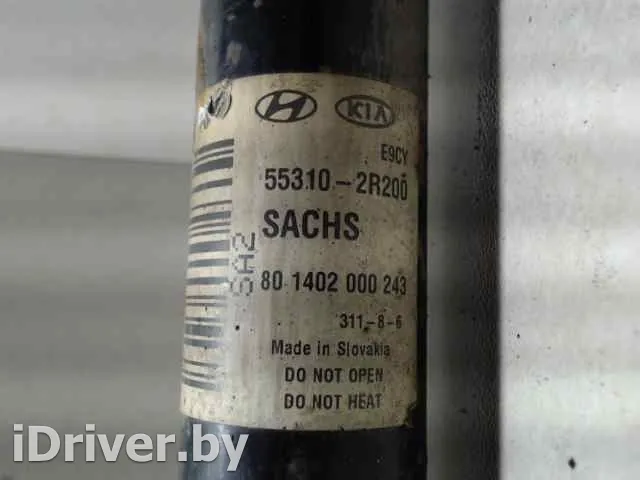 KIA
E9CY
55310-2R200
SACHS
SA2
80 1402 000 243
311-8-6
Made in Slovakia
DO NOT OPEN
DO NOT HEAT
iDriver.by